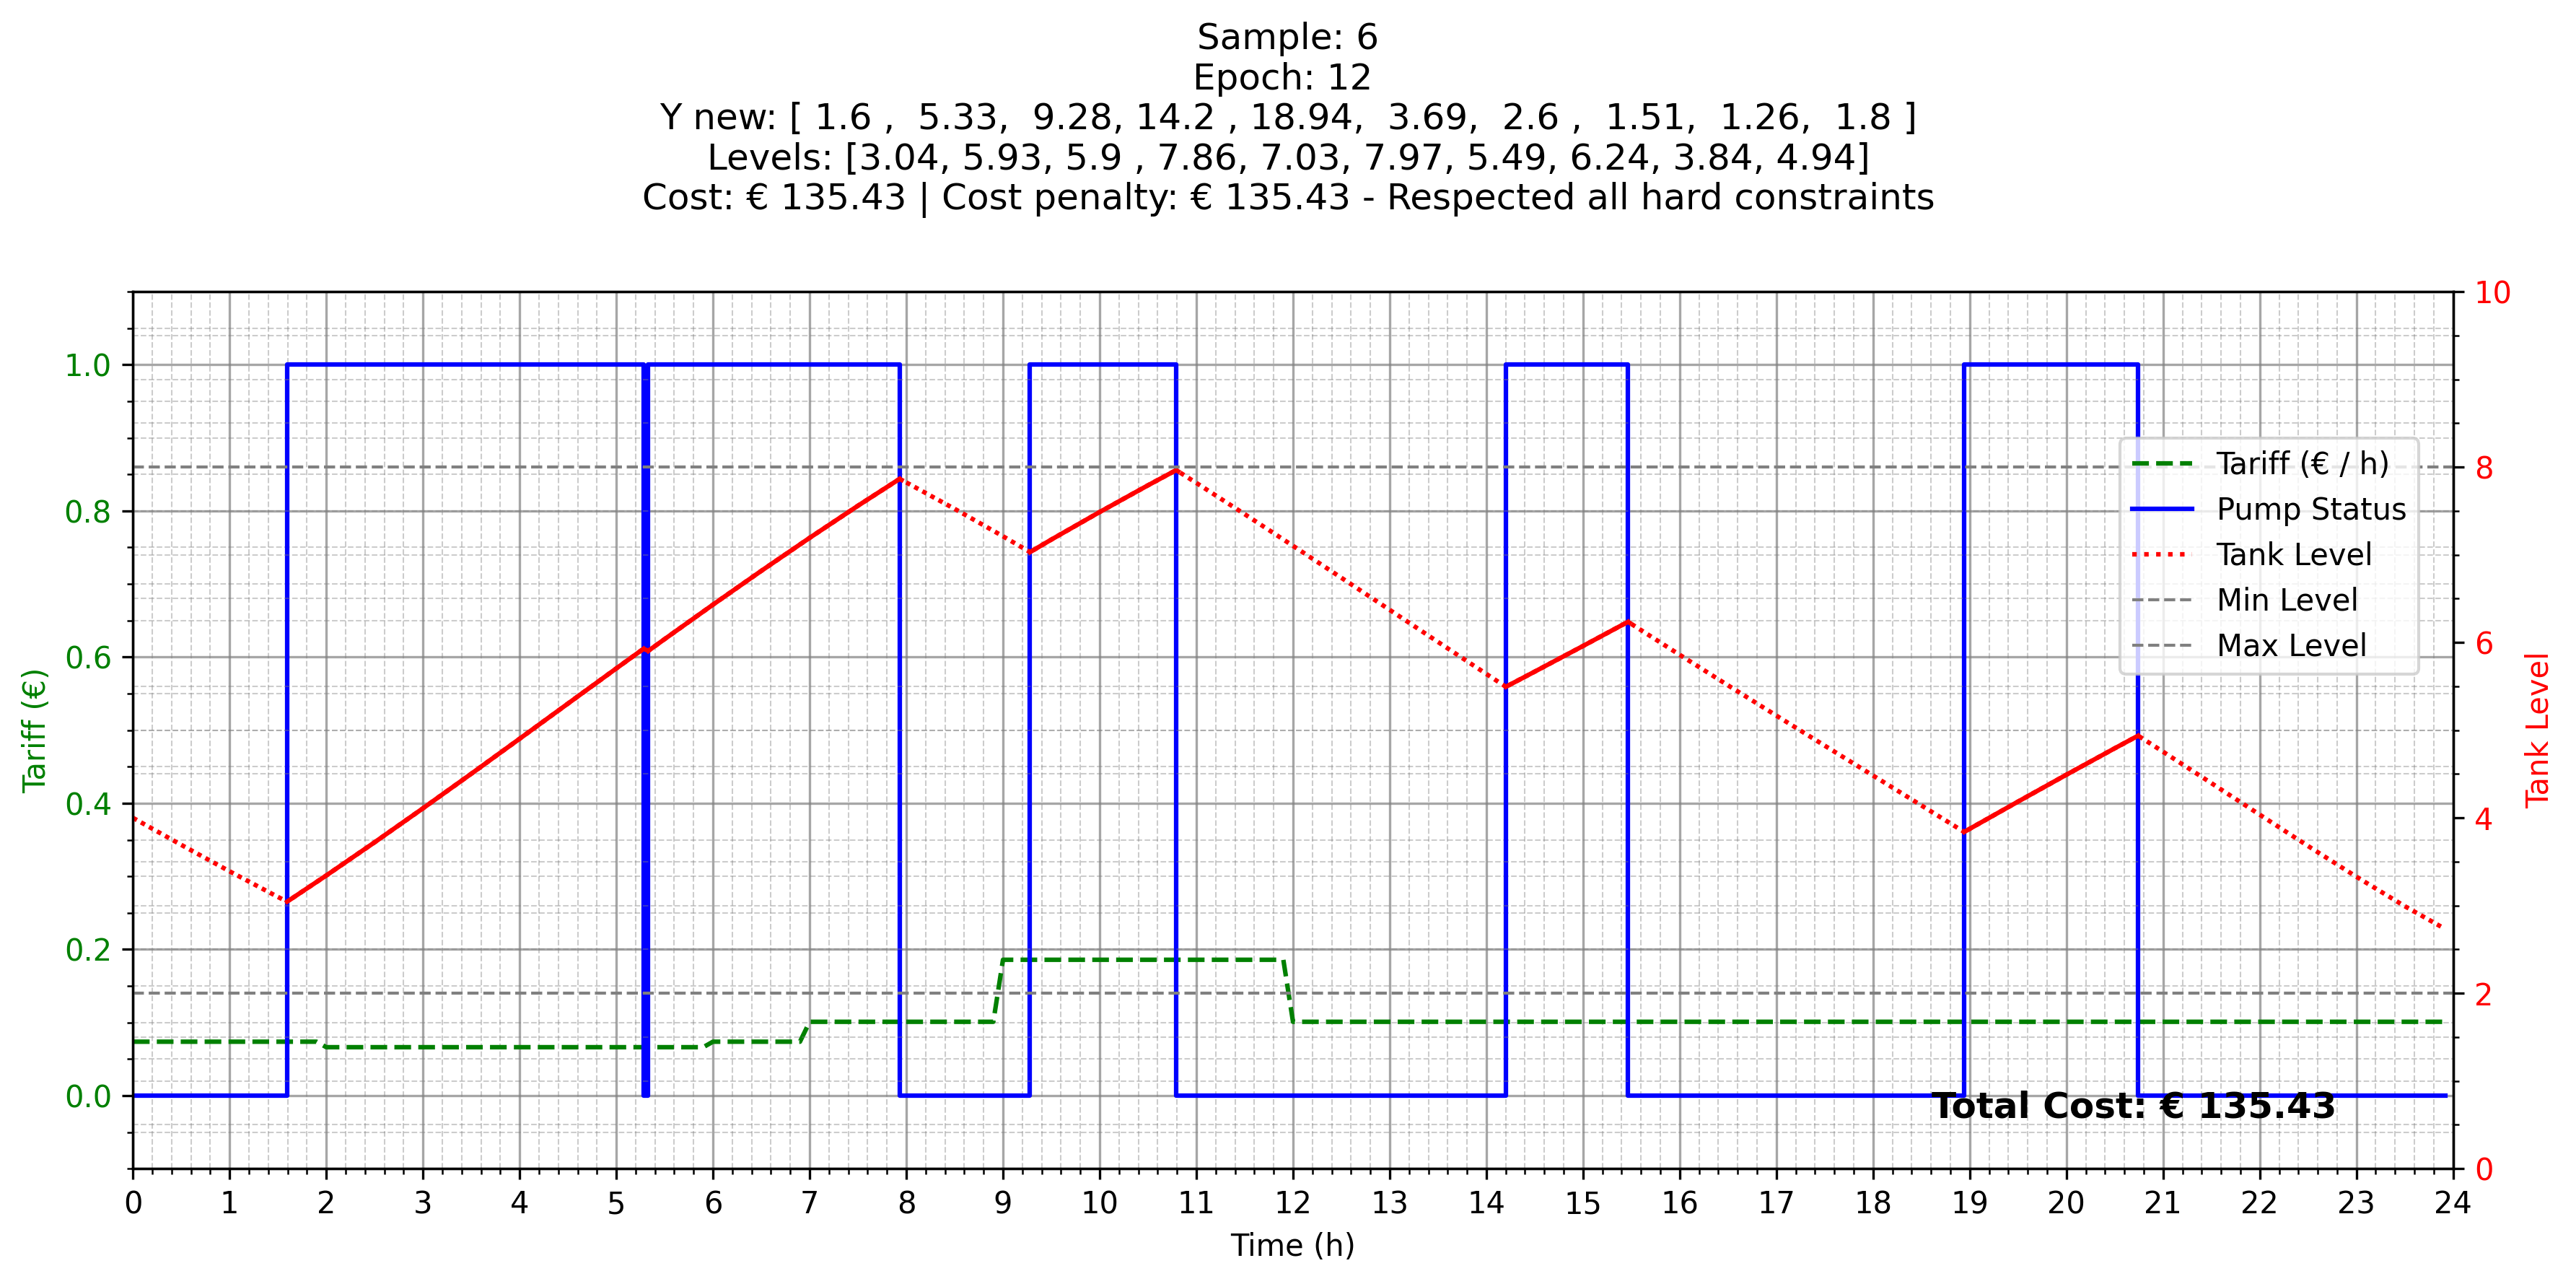 Sample: 6
Epoch: 12
Y new: [ 1.6 ,  5.33,  9.28, 14.2 , 18.94,  3.69,  2.6 ,  1.51,  1.26,  1.8 ]
Levels: [3.04, 5.93, 5.9 , 7.86, 7.03, 7.97, 5.49, 6.24, 3.84, 4.94]
Cost: € 135.43 | Cost penalty: € 135.43 - Respected all hard constraints
Tariff (€)
1.0
0.8
0.6
0.4
0.2
0.0
Tariff (€ / h)
Pump Status
Tank Level
Min Level
Max Level
Total Cost: € 135.43
10
8
6
4
2
0
Tank Level
0 1 2 3 4 5 6 7 8 9 10 11 12 13 14 15 16 17 18 19 20 21 22 23 24
Time (h)